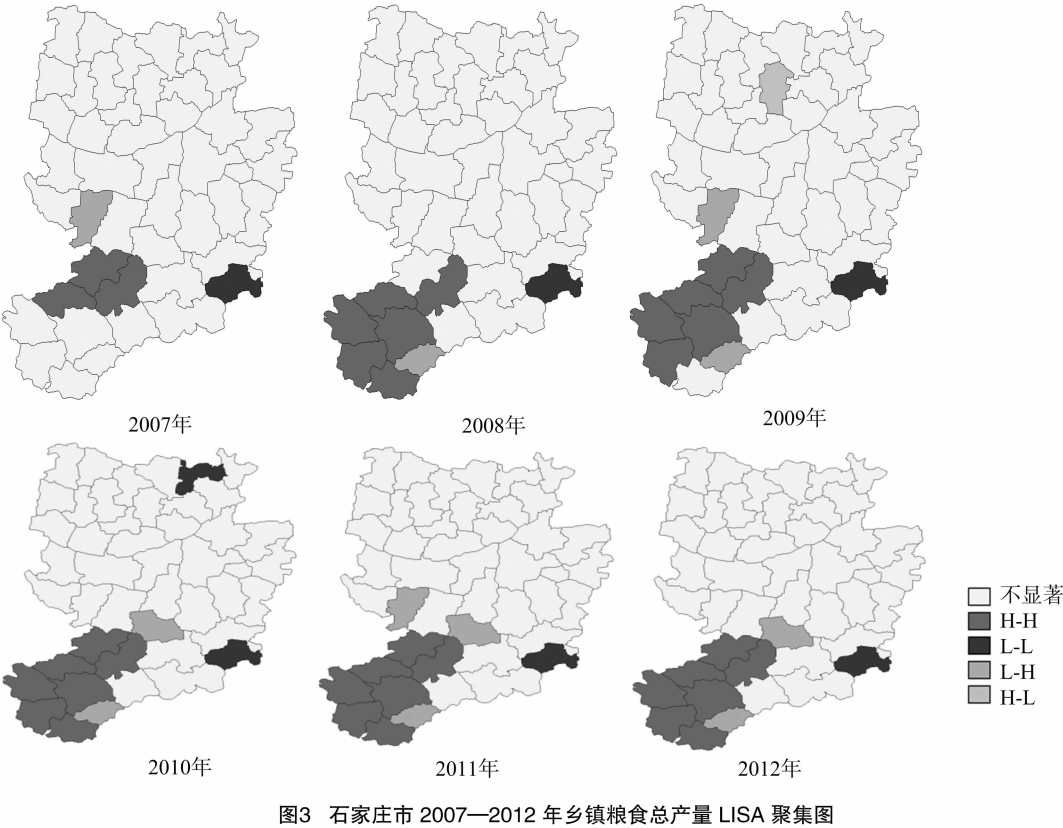 2007年
2008年
2009年
2010年
2011年
2012年
不显著
H-H
L-L
L-H
H-L
图3 石家庄市 2007—2012 年乡镇粮食总产量 LISA 聚集图